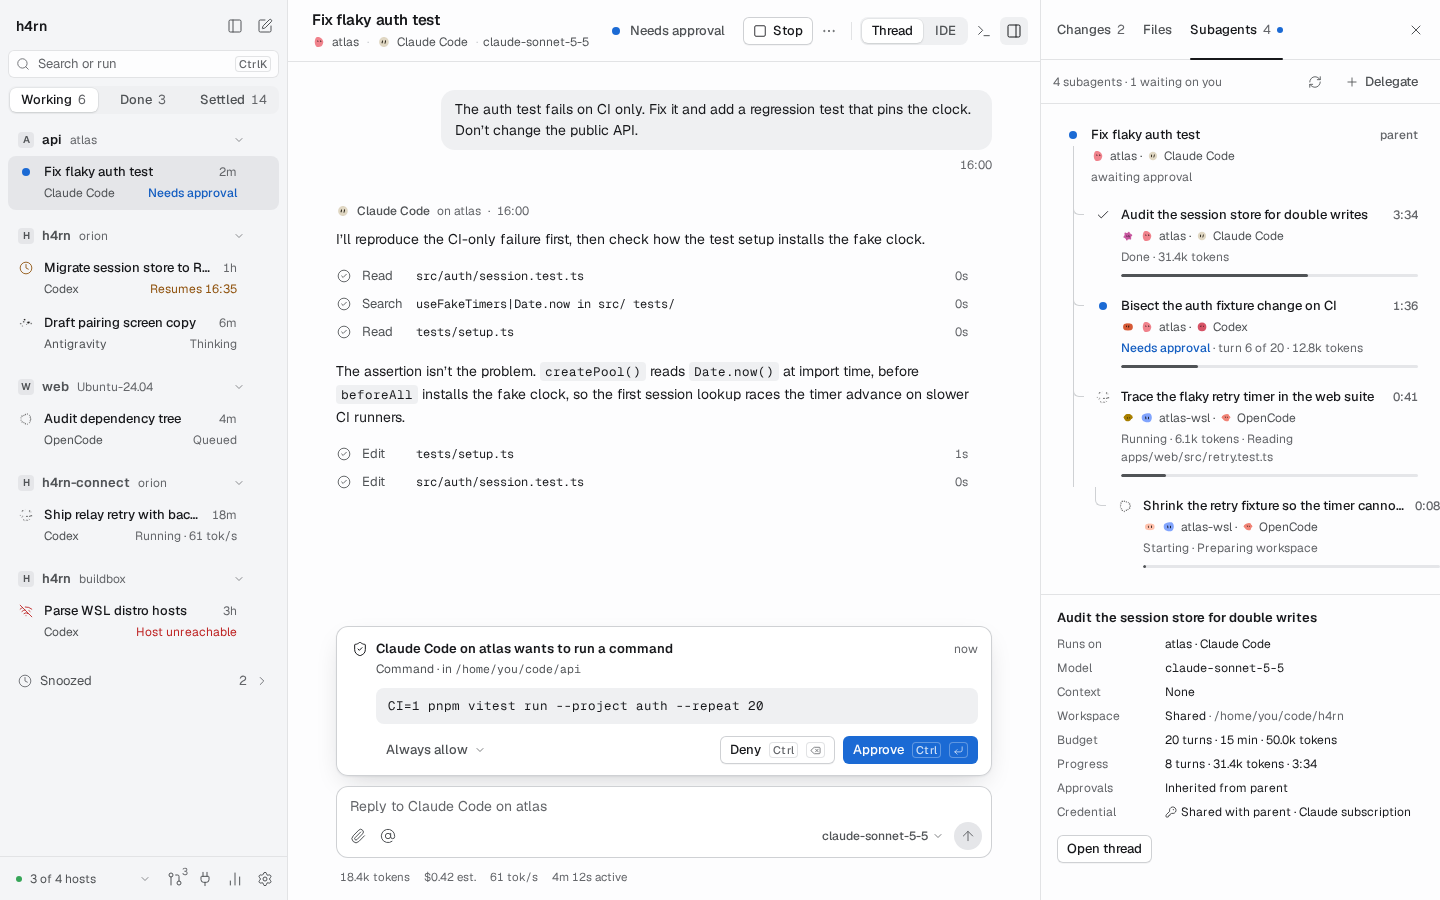 h4rn
Search or run
CtrlK
Working 6
Done 3
Settled 14
A api atlas
Fix flaky auth test 2m
Claude Code Needs approval
H h4rn orion
Migrate session store to R... 1h
Codex Resumes 16:35
Draft pairing screen copy 6m
Antigravity Thinking
W web Ubuntu-24.04
Audit dependency tree 4m
OpenCode Queued
H h4rn-connect orion
Ship relay retry with bac... 18m
Codex Running · 61 tok/s
H h4rn buildbox
Parse WSL distro hosts 3h
Codex Host unreachable
Snoozed 2
3 of 4 hosts
3
Fix flaky auth test
atlas · Claude Code · claude-sonnet-5-5
Needs approval
Stop
Thread
IDE
The auth test fails on CI only. Fix it and add a regression test that pins the clock.
Don't change the public API.
16:00
Claude Code on atlas · 16:00
I'll reproduce the CI-only failure first, then check how the test setup installs the fake clock.
Read src/auth/session.test.ts 0s
Search useFakeTimers|Date.now in src/ tests/ 0s
Read tests/setup.ts 0s
The assertion isn't the problem. createPool() reads Date.now() at import time, before
beforeAll installs the fake clock, so the first session lookup races the timer advance on slower
CI runners.
Edit tests/setup.ts 1s
Edit src/auth/session.test.ts 0s
Claude Code on atlas wants to run a command now
Command · in /home/you/code/api
CI=1 pnpm vitest run --project auth --repeat 20
Always allow
Deny Ctrl
Approve Ctrl
Reply to Claude Code on atlas
claude-sonnet-5-5
18.4k tokens $0.42 est. 61 tok/s 4m 12s active
Changes 2
Files
Subagents 4
4 subagents · 1 waiting on you
Delegate
Fix flaky auth test parent
atlas · Claude Code
awaiting approval
Audit the session store for double writes 3:34
atlas · Claude Code
Done · 31.4k tokens
Bisect the auth fixture change on CI 1:36
atlas · Codex
Needs approval · turn 6 of 20 · 12.8k tokens
Trace the flaky retry timer in the web suite 0:41
atlas-wsl · OpenCode
Running · 6.1k tokens · Reading
apps/web/src/retry.test.ts
Shrink the retry fixture so the timer canno... 0:08
atlas-wsl · OpenCode
Starting · Preparing workspace
Audit the session store for double writes
Runs on atlas · Claude Code
Model claude-sonnet-5-5
Context None
Workspace Shared · /home/you/code/h4rn
Budget 20 turns · 15 min · 50.0k tokens
Progress 8 turns · 31.4k tokens · 3:34
Approvals Inherited from parent
Credential Shared with parent · Claude subscription
Open thread